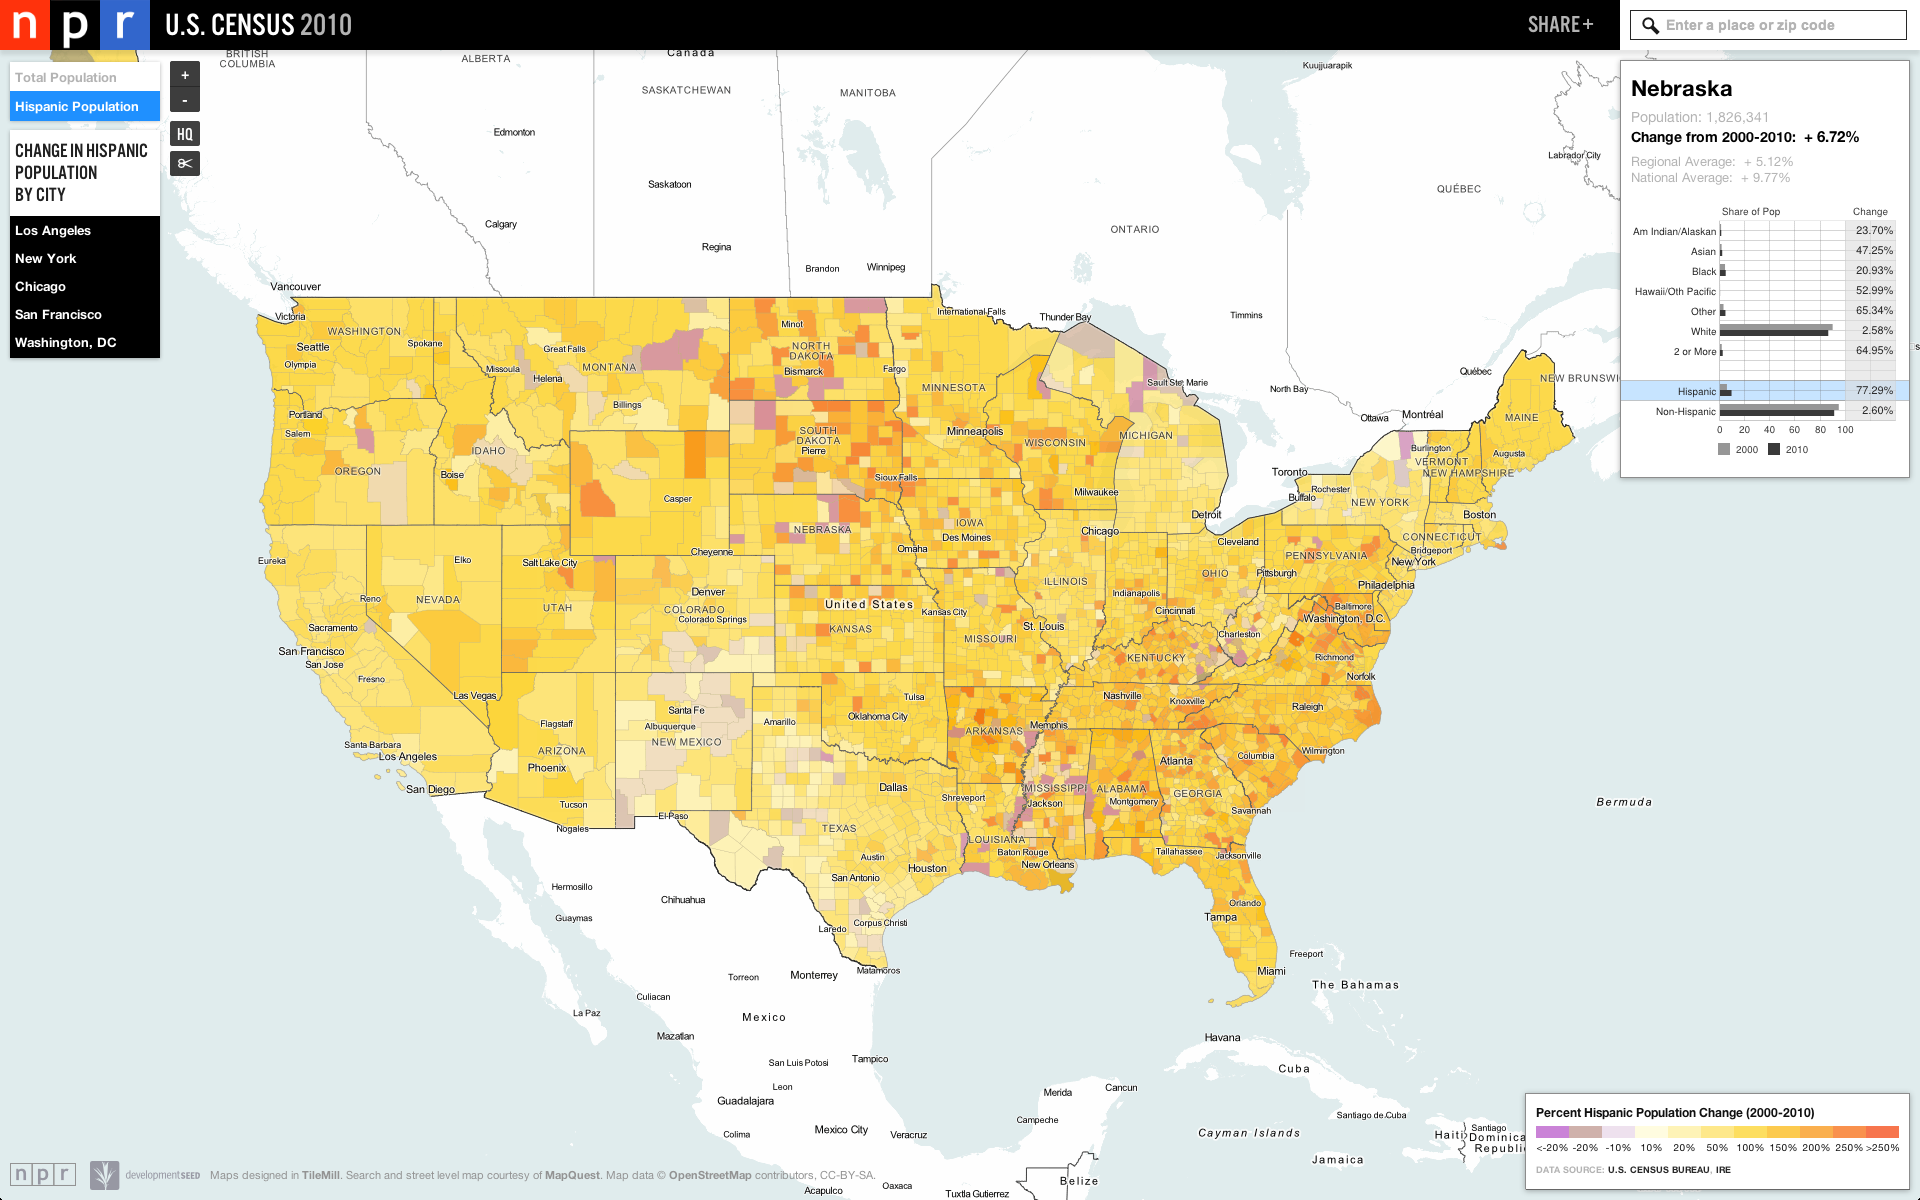 npr
U.S. CENSUS 2010
SHARE+
Enter a place or zip code
Total Population
Hispanic Population
+
-
HQ
CHANGE IN HISPANIC
POPULATION
BY CITY
Los Angeles
New York
Chicago
San Francisco
Washington, DC
Nebraska
Population: 1,826,341
Change from 2000-2010: + 6.72%
Regional Average: + 5.12%
National Average: + 9.77%
Share of Pop Change
Am Indian/Alaskan 23.70%
Asian 47.25%
Black 20.93%
Hawaii/Oth Pacific 52.99%
Other 65.34%
White 2.58%
2 or More 64.95%
Hispanic 77.29%
Non-Hispanic 2.60%
0 20 40 60 80 100
2000 2010
BRITISH
COLUMBIA
ALBERTA
Canada
SASKATCHEWAN
MANITOBA
Kuujjuarapik
Edmonton
Labrador City
Saskatoon
QUÉBEC
Calgary
ONTARIO
Regina
Brandon
Winnipeg
Vancouver
Victoria
International Falls
Thunder Bay
Timmins
WASHINGTON
Seattle
Spokane
Olympia
Great Falls
Missoula
Helena
MONTANA
Billings
Minot
NORTH
DAKOTA
Bismarck
Fargo
MINNESOTA
Sault Ste. Marie
North Bay
Québec
NEW BRUNSWI
Portland
Salem
OREGON
IDAHO
Boise
Casper
SOUTH
DAKOTA
Pierre
Sioux Falls
Minneapolis
WISCONSIN
Milwaukee
MICHIGAN
Ottawa
Montréal
MAINE
Burlington
VERMONT
Augusta
NEW HAMPSHIRE
Toronto
Rochester
Buffalo
NEW YORK
Detroit
Boston
Eureka
Elko
Salt Lake City
Cheyenne
NEBRASKA
Omaha
IOWA
Des Moines
Chicago
Cleveland
CONNECTICUT
Bridgeport
New York
PENNSYLVANIA
Pittsburgh
Philadelphia
Reno
NEVADA
UTAH
Denver
COLORADO
Colorado Springs
United States
Kansas City
KANSAS
MISSOURI
St. Louis
ILLINOIS
Indianapolis
OHIO
Cincinnati
Charleston
Baltimore
Washington, D.C.
Sacramento
San Francisco
San Jose
Fresno
Las Vegas
KENTUCKY
Richmond
Norfolk
Santa Barbara
Los Angeles
San Diego
Flagstaff
ARIZONA
Phoenix
Tucson
Nogales
Santa Fe
Albuquerque
NEW MEXICO
El Paso
Amarillo
Tulsa
Oklahoma City
ARKANSAS
Memphis
Nashville
Knoxville
Raleigh
Wilmington
Columbia
Atlanta
Dallas
Shreveport
MISSISSIPPI
Jackson
ALABAMA
Montgomery
GEORGIA
Savannah
Bermuda
TEXAS
Austin
San Antonio
Houston
LOUISIANA
Baton Rouge
New Orleans
Tallahassee
Jacksonville
Orlando
Tampa
Miami
Hermosillo
Guaymas
Chihuahua
Laredo
Corpus Christi
Matamoros
Freeport
The Bahamas
Torreon
Monterrey
Culiacan
La Paz
Mexico
Mazatlan
San Luis Potosi
Tampico
Leon
Guadalajara
Colima
Mexico City
Veracruz
Havana
Cuba
Merida
Cancun
Campeche
Santiago de Cuba
Cayman Islands
Haiti
Santiago
Dominica
Republi
Jamaica
Belize
Acapulco
Oaxaca
Tuxtla Gutierrez
Percent Hispanic Population Change (2000-2010)
<-20% -20% -10% 10% 20% 50% 100% 150% 200% 250% >250%
DATA SOURCE: U.S. CENSUS BUREAU, IRE
npr
developmentSEED
Maps designed in TileMill. Search and street level map courtesy of MapQuest. Map data © OpenStreetMap contributors, CC-BY-SA.